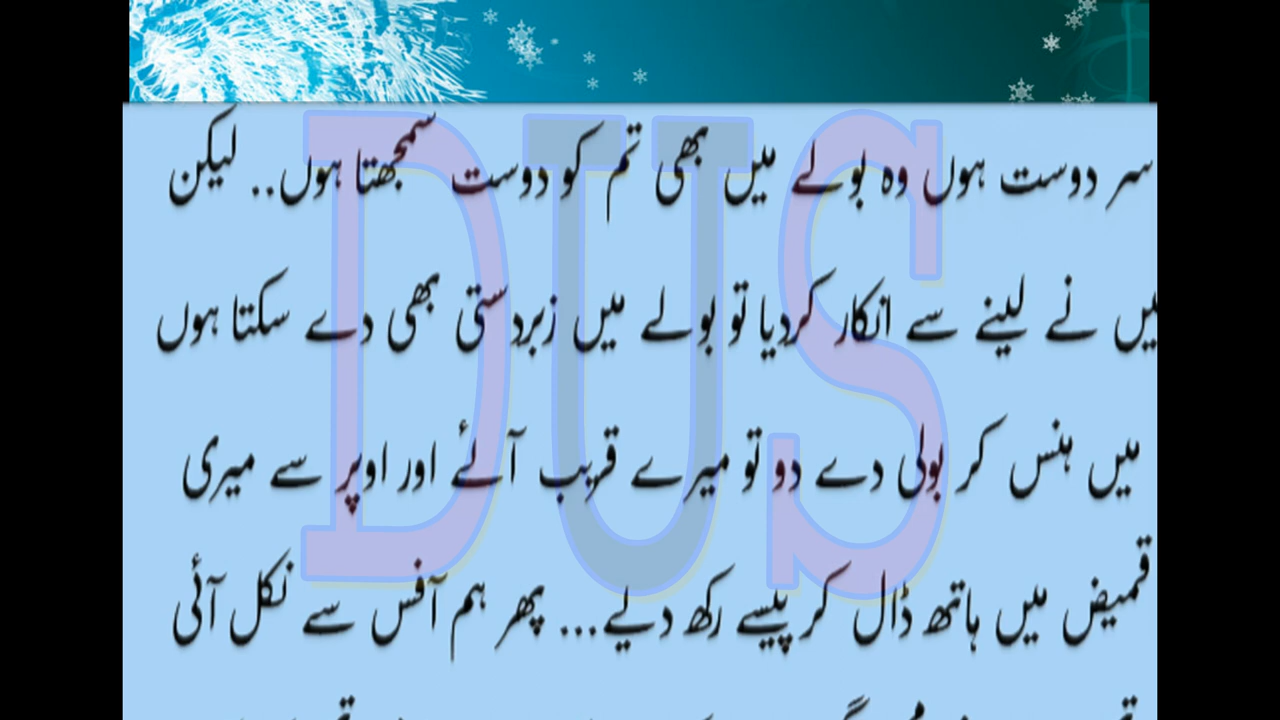 سر دوست ہوں وہ بولے میں بھی تم کو دوست سمجھتا ہوں.. لیکن
میں نے لینے سے انکار کردیا تو بولے میں زبردستی بھی دے سکتا ہوں
میں ہنس کر بولی دے دو تو میرے قریب آئے اور اوپر سے میری
قمیض میں ہاتھ ڈال کر پیسے رکھ دیے... پھر ہم آفس سے نکل آئی
DUS